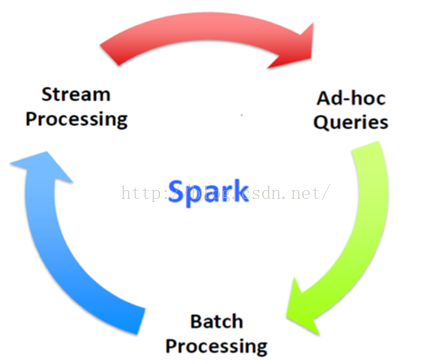 Stream
Processing
Ad-hoc
Queries
Spark
Batch
Processing